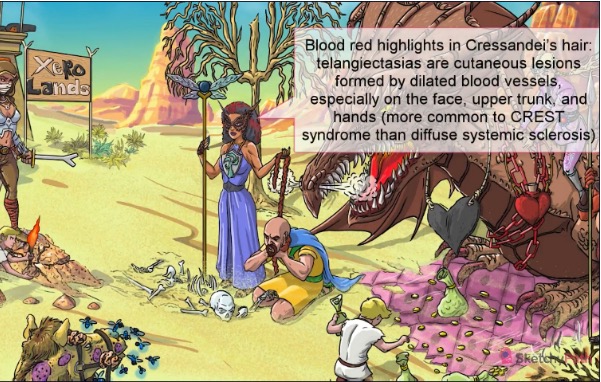 Blood red highlights in Cressandei's hair:
telangiectasias are cutaneous lesions
formed by dilated blood vessels,
especially on the face, upper trunk, and
hands (more common to CREST
syndrome than diffuse systemic sclerosis)
Xero
Lands